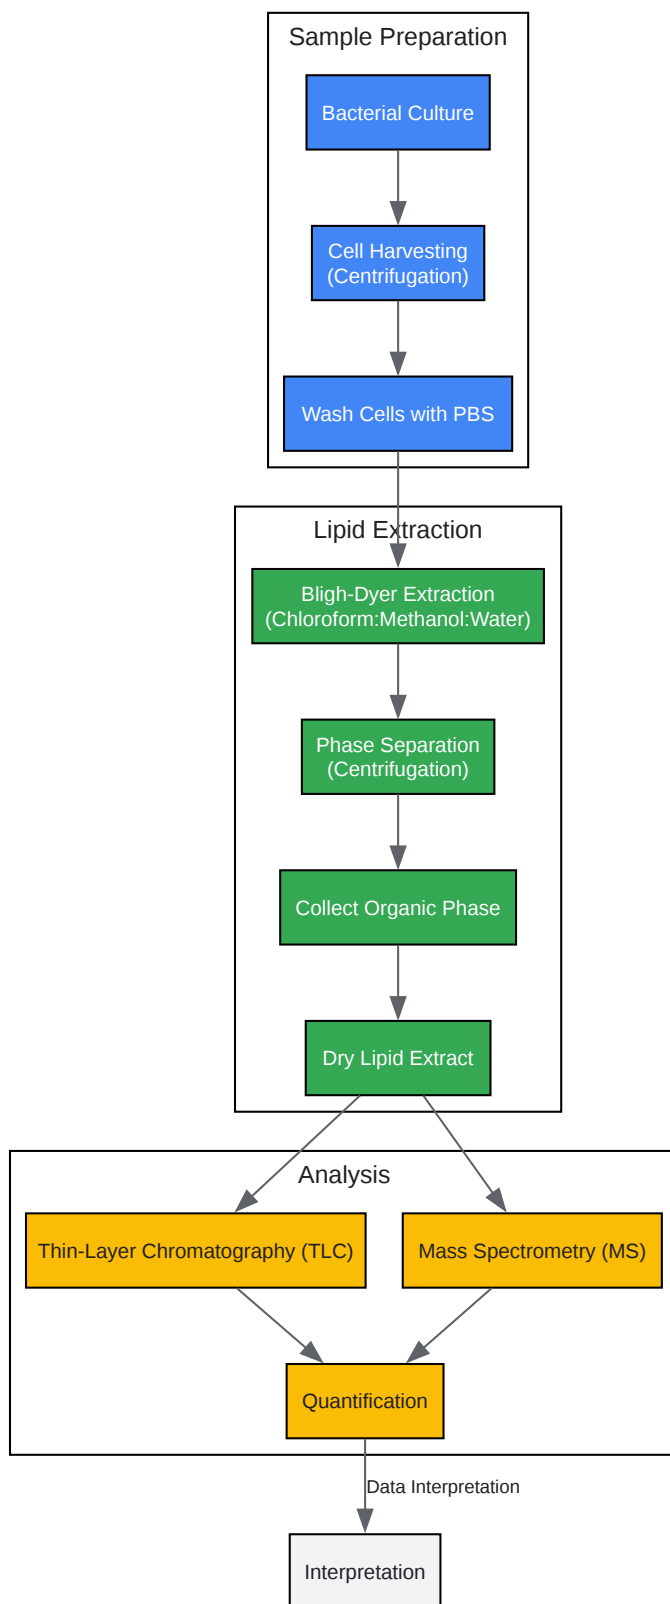 Sample Preparation
Bacterial Culture
Cell Harvesting
(Centrifugation)
Wash Cells with PBS
Lipid Extraction
Bligh-Dyer Extraction
(Chloroform:Methanol:Water)
Phase Separation
(Centrifugation)
Collect Organic Phase
Dry Lipid Extract
Analysis
Thin-Layer Chromatography (TLC)
Mass Spectrometry (MS)
Quantification
Data Interpretation
Interpretation